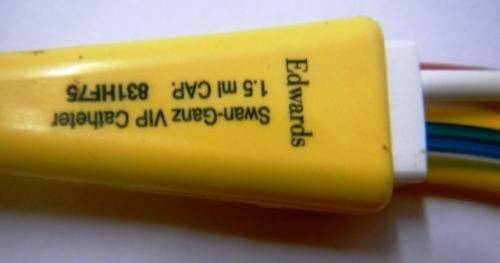 Edwards
Swan-Ganz VIP Catheter
1.5 ml CAP. 831HF75